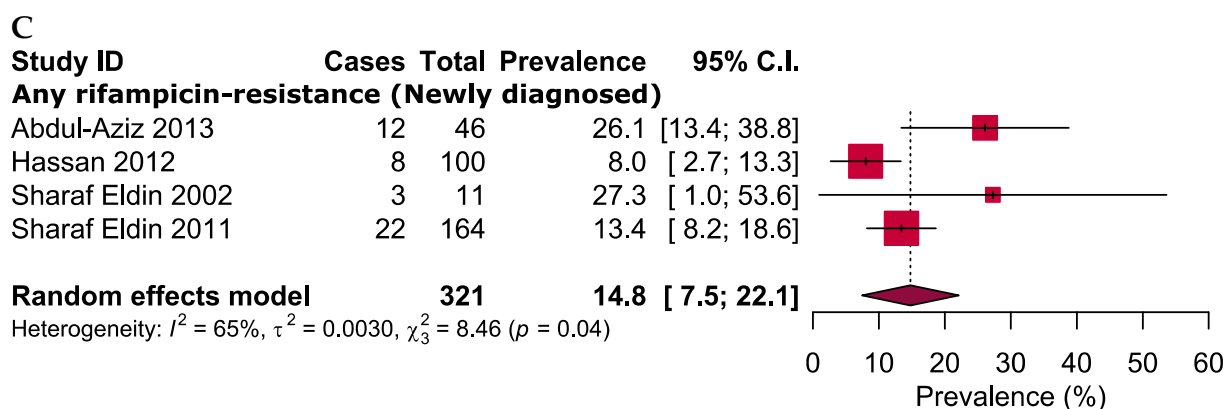 C
Study ID Cases Total Prevalence 95% C.I.
Any rifampicin-resistance (Newly diagnosed)
Abdul-Aziz 2013 12 46 26.1 [13.4; 38.8]
Hassan 2012 8 100 8.0 [ 2.7; 13.3]
Sharaf Eldin 2002 3 11 27.3 [ 1.0; 53.6]
Sharaf Eldin 2011 22 164 13.4 [ 8.2; 18.6]
Random effects model 321 14.8 [ 7.5; 22.1]
Heterogeneity: I² = 65%, τ² = 0.0030, χ²₃ = 8.46 (p = 0.04)
0 10 20 30 40 50 60
Prevalence (%)